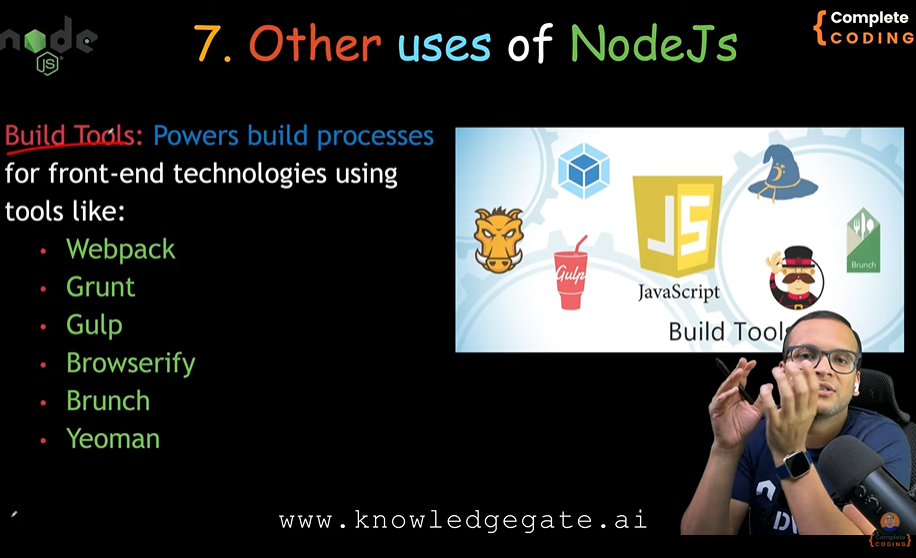 node
JS
7. Other uses of NodeJs
Complete
CODING
Build Tools: Powers build processes
for front-end technologies using
tools like:
• Webpack
• Grunt
• Gulp
• Browserify
• Brunch
• Yeoman
JS
Gulp
Brunch
JavaScript
Build Tools
www.knowledgegate.ai
Complete
CODING